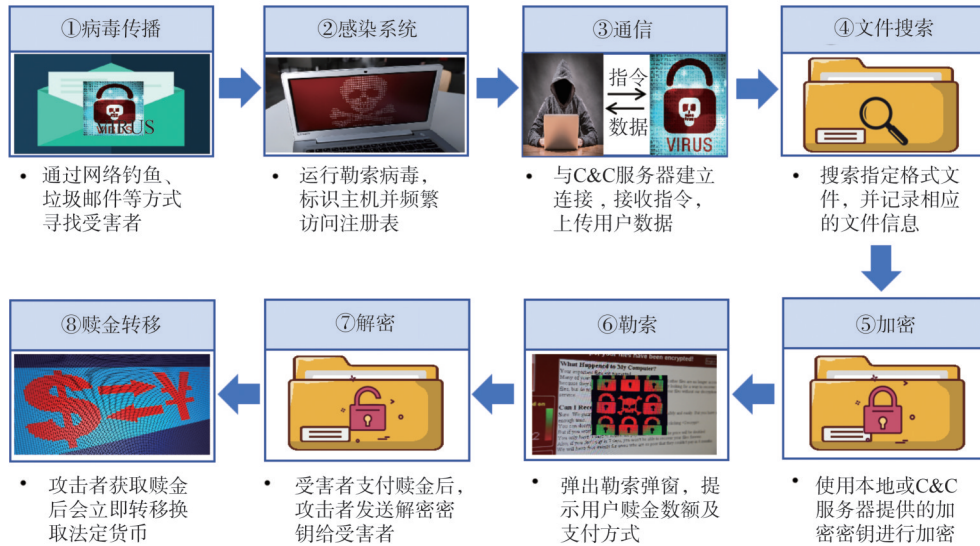 ①病毒传播
VIRUS
通过网络钓鱼、
垃圾邮件等方式
寻找受害者
②感染系统
运行勒索病毒，
标识主机并频繁
访问注册表
③通信
指令
数据
VIRUS
与C&C服务器建立
连接，接收指令，
上传用户数据
④文件搜索
搜索指定格式文
件，并记录相应
的文件信息
⑤加密
使用本地或C&C
服务器提供的加
密密钥进行加密
⑥勒索
files have been encrypted!
What Happened to My Computer?
弹出勒索弹窗，提
示用户赎金数额及
支付方式
⑦解密
受害者支付赎金后，
攻击者发送解密密
钥给受害者
⑧赎金转移
$ ¥
攻击者获取赎金
后会立即转移换
取法定货币